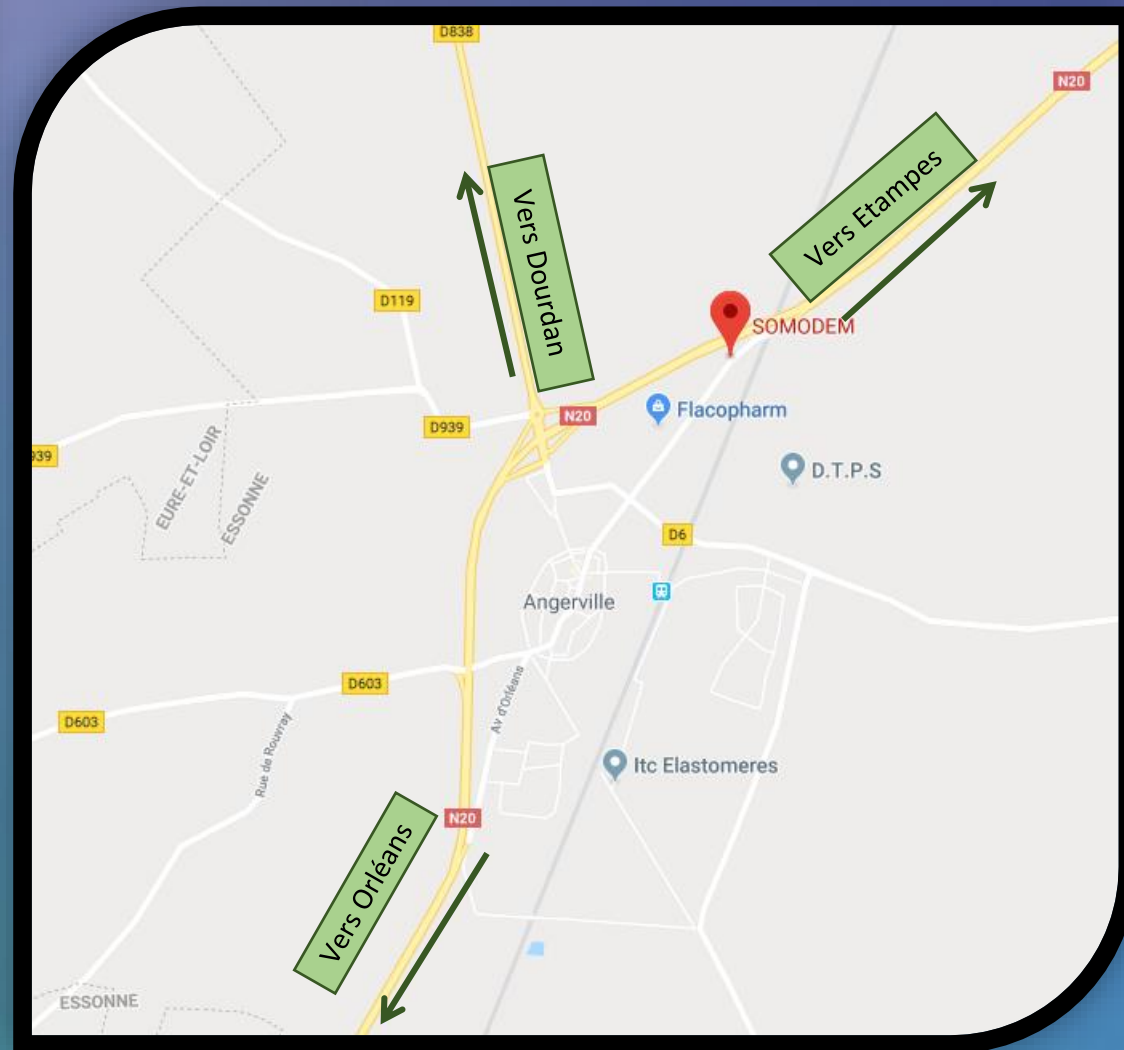 D838
N20
Vers Etampes
Vers Dourdan
D119
SOMODEM
Flacopharm
N20
D939
939
EURE-ET-LOIR
ESSONNE
D.T.P.S
D6
Angerville
D603
D603
Av d'Orléans
Rue de Rouvray
Itc Elastomeres
N20
Vers Orléans
ESSONNE